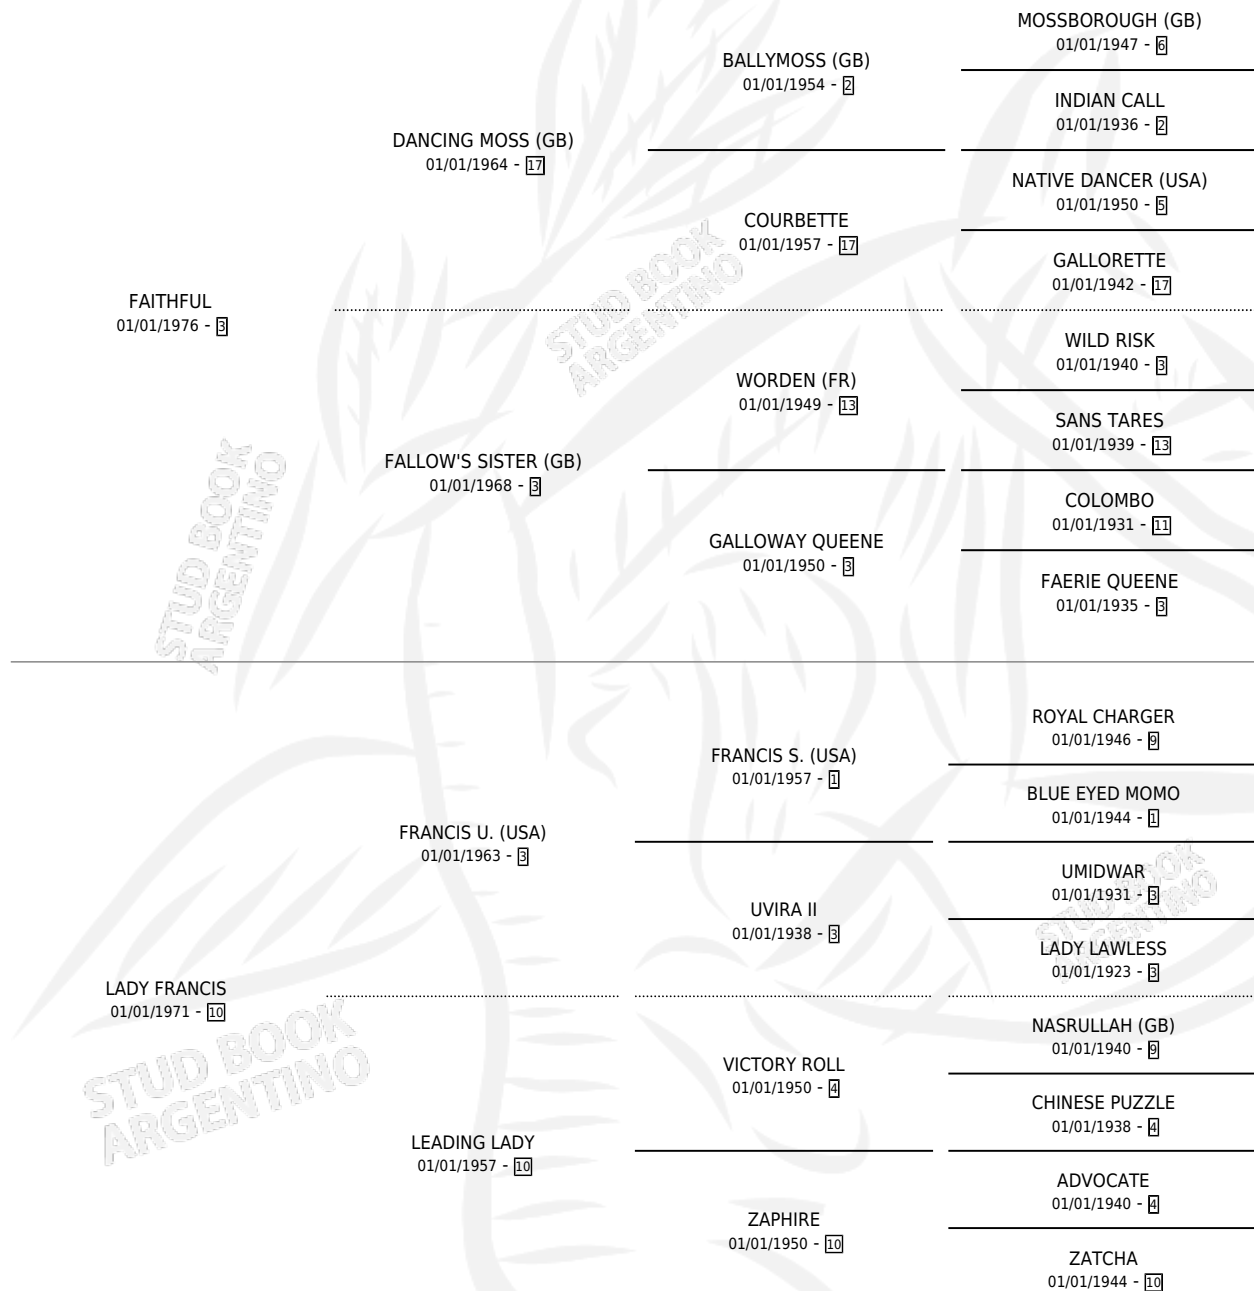 MOSSBOROUGH (GB)
01/01/1947 - 6
BALLYMOSS (GB)
01/01/1954 - 2
INDIAN CALL
01/01/1936 - 2
DANCING MOSS (GB)
01/01/1964 - 17
NATIVE DANCER (USA)
01/01/1950 - 5
COURBETTE
01/01/1957 - 17
GALLORETTE
01/01/1942 - 17
FAITHFUL
01/01/1976 - 3
WILD RISK
01/01/1940 - 3
WORDEN (FR)
01/01/1949 - 13
SANS TARES
01/01/1939 - 13
FALLOW'S SISTER (GB)
01/01/1968 - 3
COLOMBO
01/01/1931 - 11
GALLOWAY QUEENE
01/01/1950 - 3
FAERIE QUEENE
01/01/1935 - 3
ROYAL CHARGER
01/01/1946 - 9
FRANCIS S. (USA)
01/01/1957 - 1
BLUE EYED MOMO
01/01/1944 - 1
FRANCIS U. (USA)
01/01/1963 - 3
UMIDWAR
01/01/1931 - 3
UVIRA II
01/01/1938 - 3
LADY LAWLESS
01/01/1923 - 3
LADY FRANCIS
01/01/1971 - 10
NASRULLAH (GB)
01/01/1940 - 9
VICTORY ROLL
01/01/1950 - 4
CHINESE PUZZLE
01/01/1938 - 4
LEADING LADY
01/01/1957 - 10
ADVOCATE
01/01/1940 - 4
ZAPHIRE
01/01/1950 - 10
ZATCHA
01/01/1944 - 10
STUD BOOK
ARGENTINO
STUD BOOK
ARGENTINO
STUD BOOK
ARGENTINO
STUD BOOK
ARGENTINO